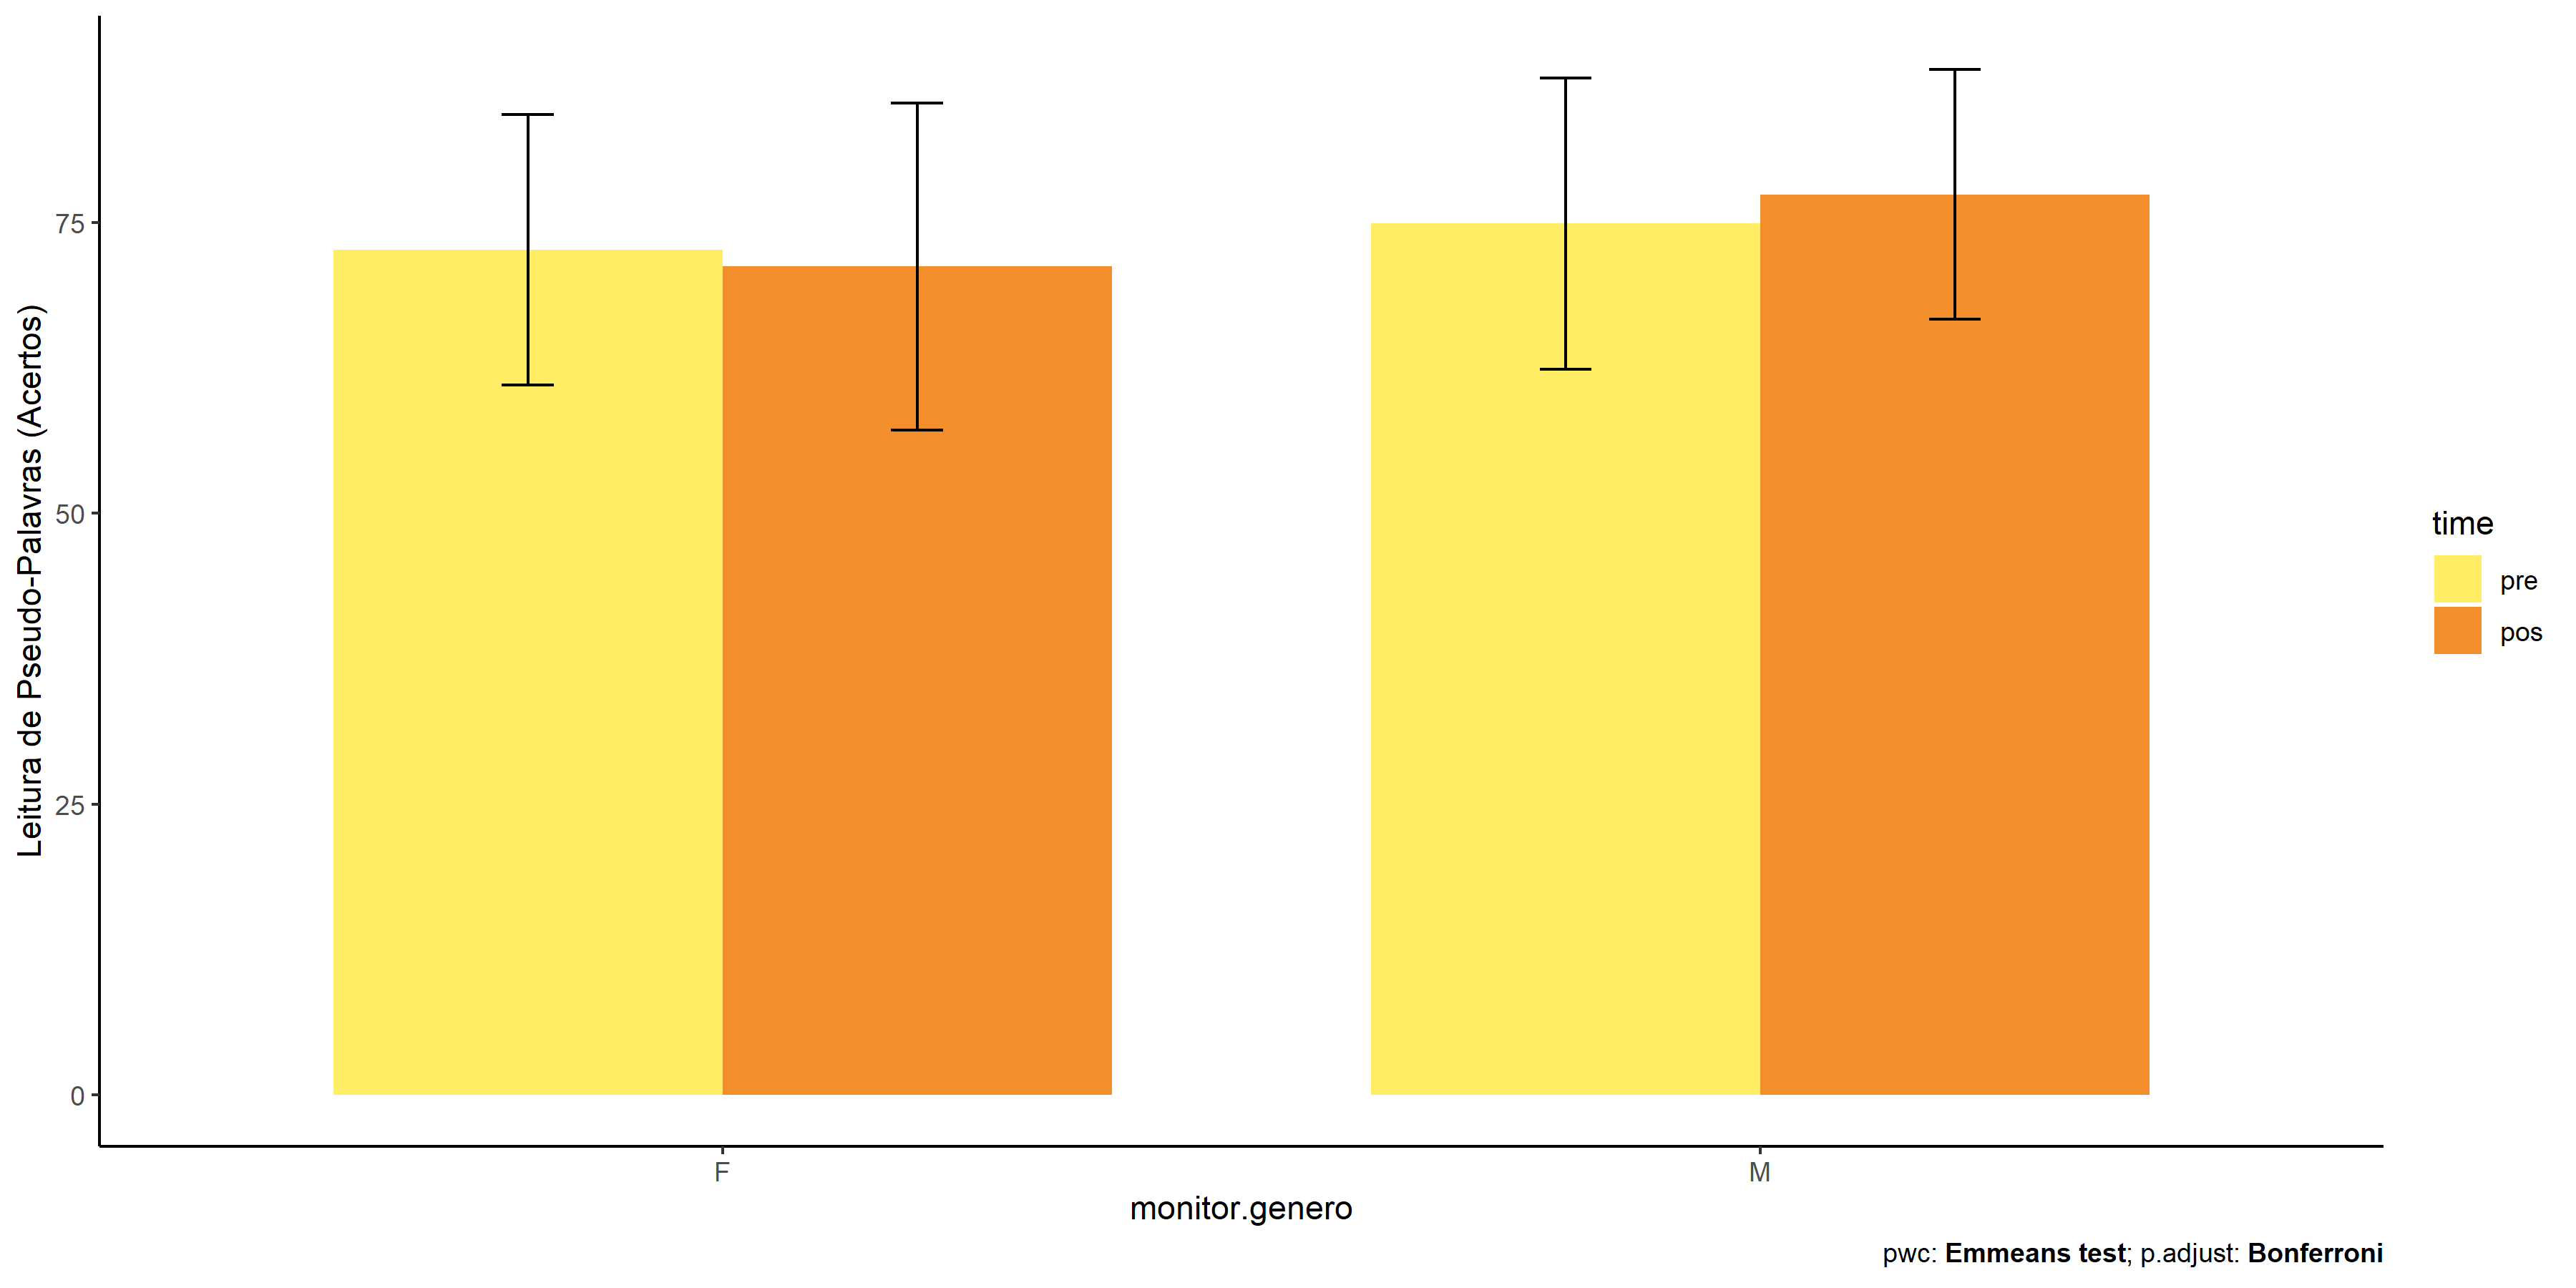 Leitura de Pseudo-Palavras (Acertos)
75
50
25
0
F
M
monitor.genero
time
pre
pos
pwc: Emmeans test; p.adjust: Bonferroni